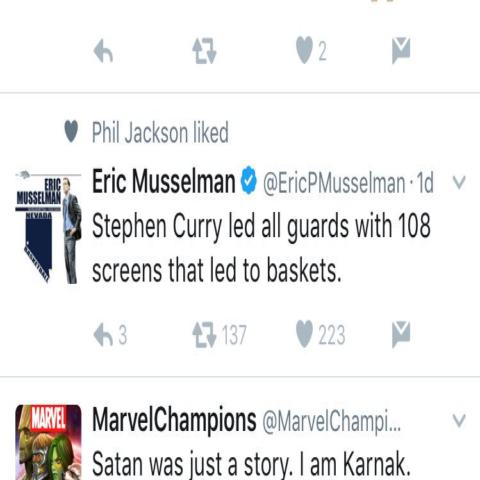 2
Phil Jackson liked
Eric Musselman @EricPMusselman · 1d
ERIC
MUSSELMAN
NEVADA
Stephen Curry led all guards with 108
screens that led to baskets.
3 137 223
MARVEL
MarvelChampions @MarvelChampi...
Satan was just a story. I am Karnak.